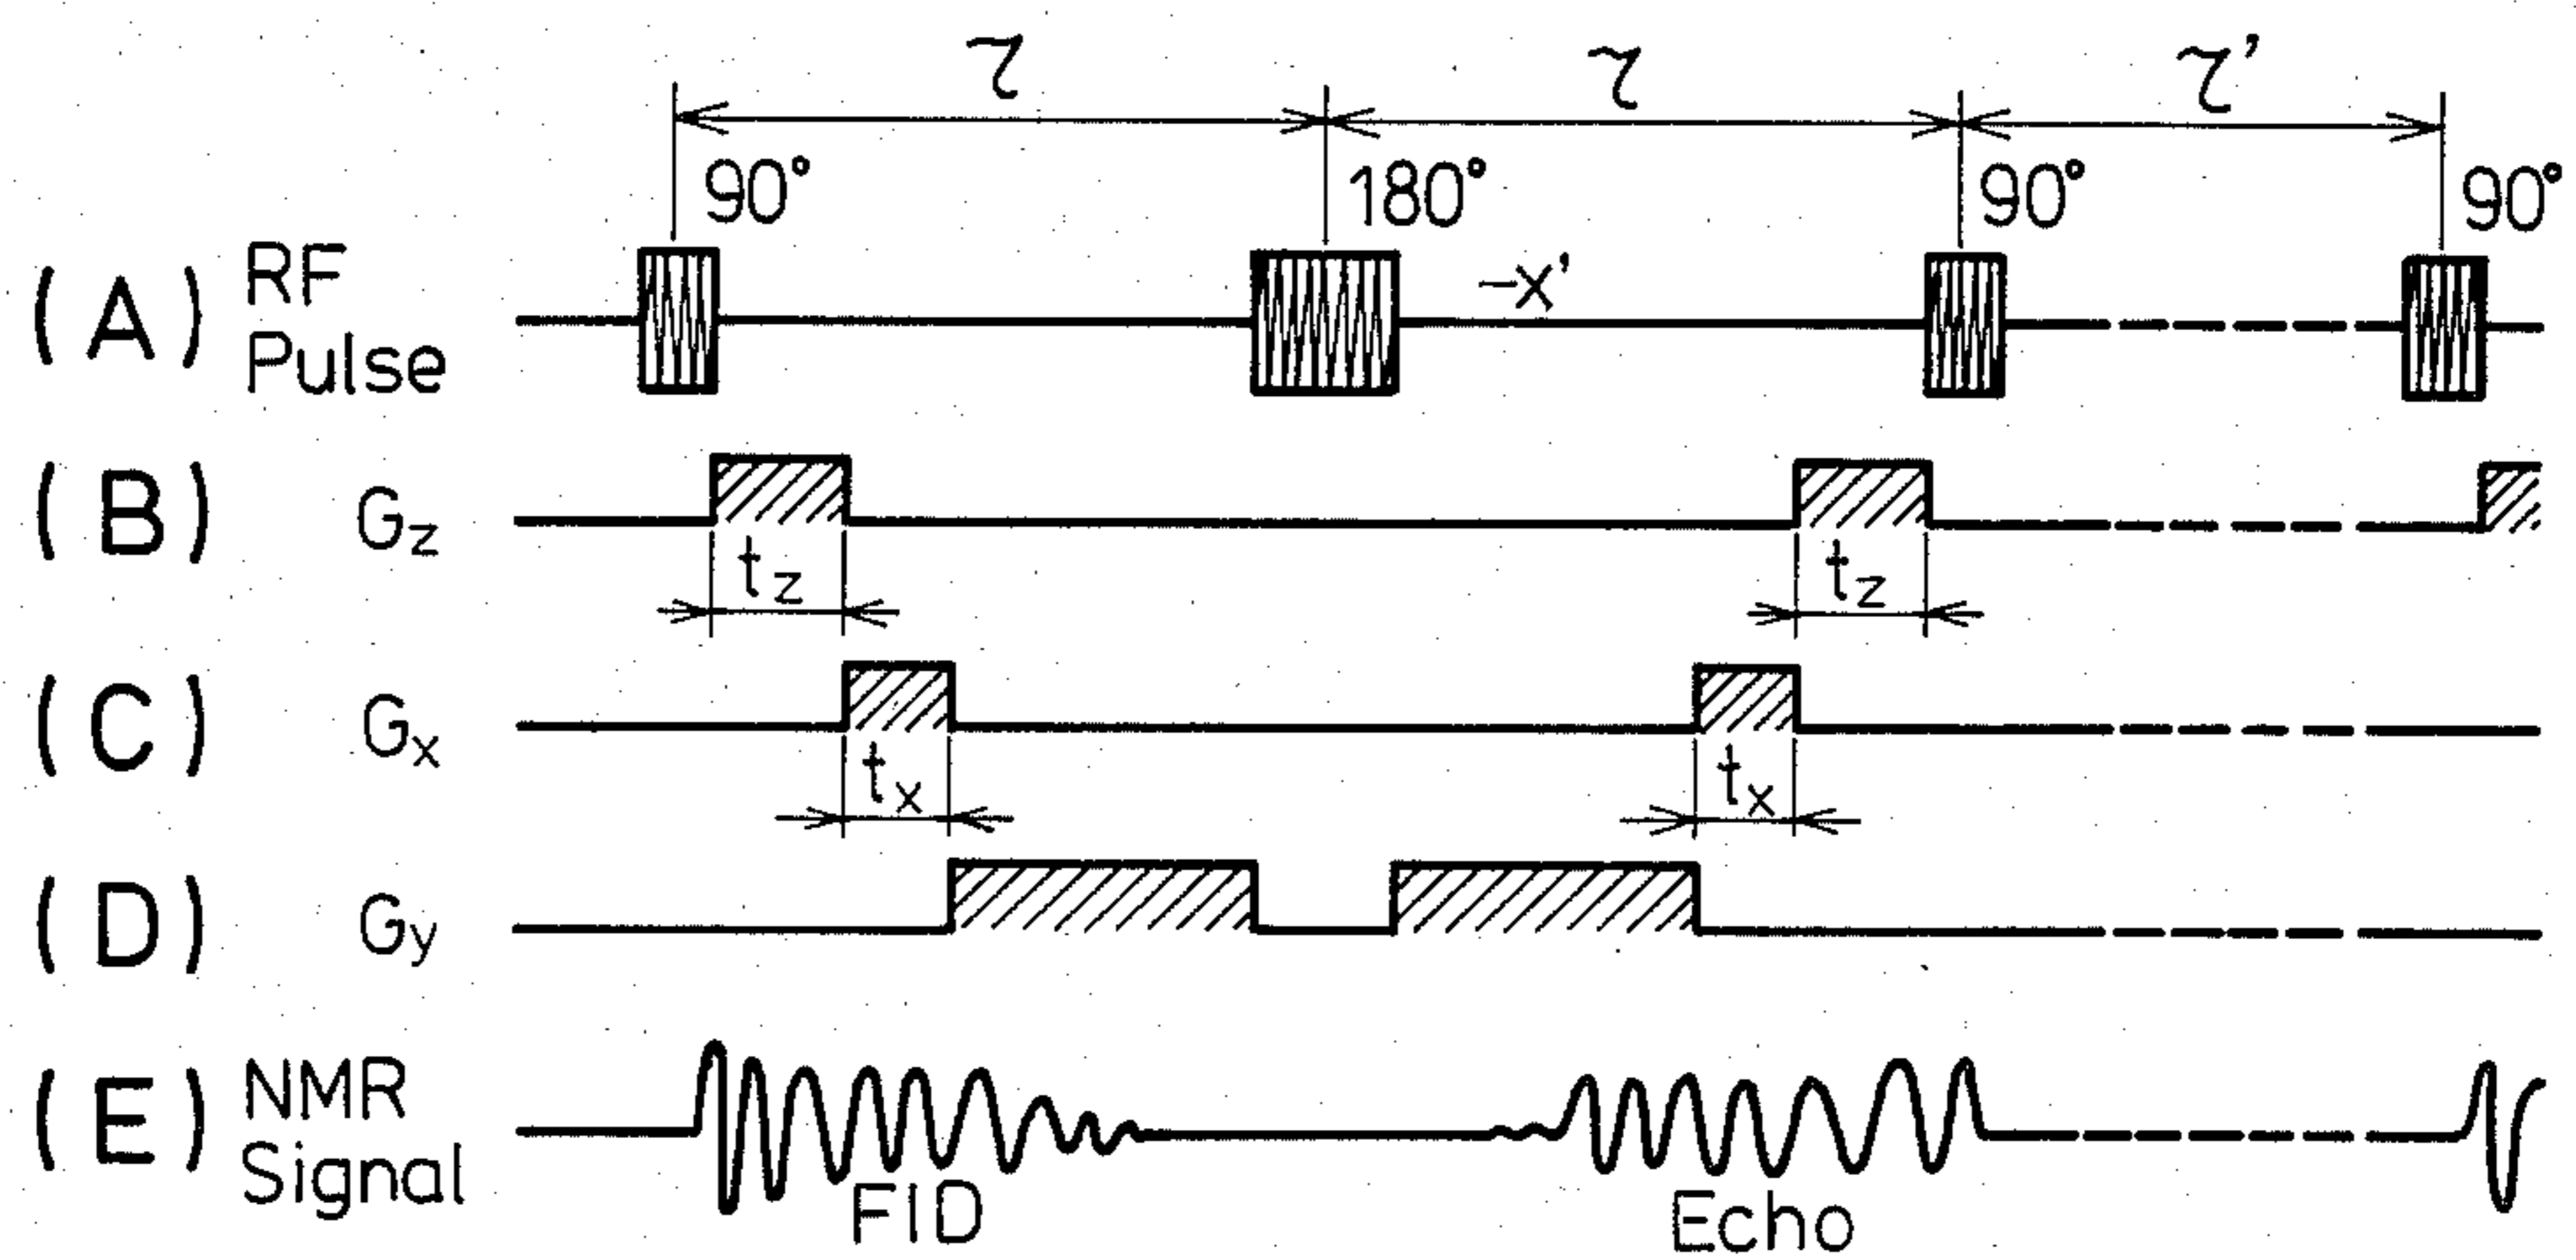 τ τ τ'
90° 180° 90° 90°
(A) RF Pulse -x'
(B) Gz
tz tz
(C) Gx
tx tx
(D) Gy
(E) NMR Signal
FID Echo